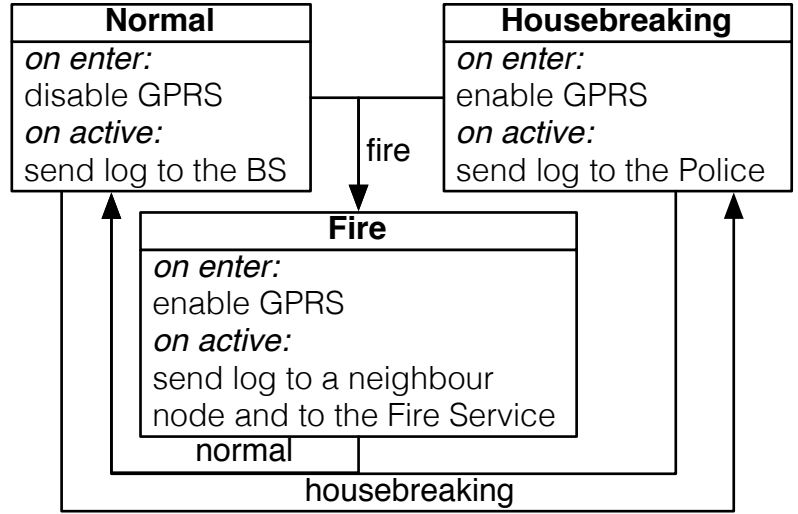 Normal
on enter:
disable GPRS
on active:
send log to the BS
Housebreaking
on enter:
enable GPRS
on active:
send log to the Police
fire
Fire
on enter:
enable GPRS
on active:
send log to a neighbour
node and to the Fire Service
normal
housebreaking